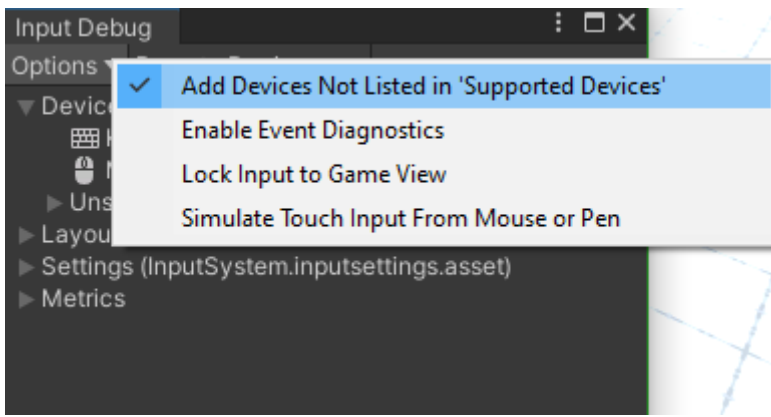 Input Debug
Options
Add Devices Not Listed in 'Supported Devices'
Enable Event Diagnostics
Lock Input to Game View
Simulate Touch Input From Mouse or Pen
Settings (InputSystem.inputsettings.asset)
Metrics